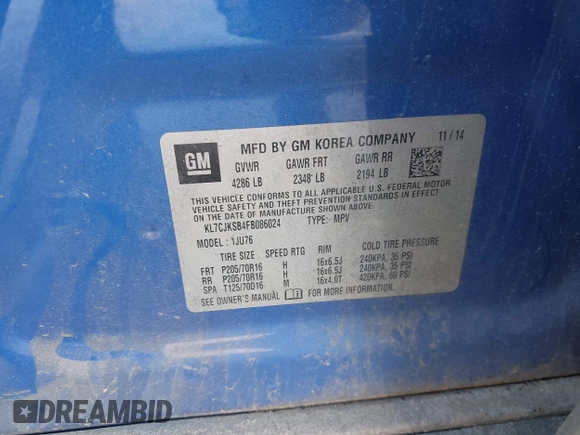 GM
MFD BY GM KOREA COMPANY 11 / 14
GVWR GAWR FRT GAWR RR
4286 LB 2348 LB 2194 LB
THIS VEHICLE CONFORMS TO ALL APPLICABLE U.S. FEDERAL MOTOR
VEHICLE SAFETY AND THEFT PREVENTION STANDARDS IN EFFECT
ON THE DATE OF MANUFACTURE SHOWN ABOVE.
KL7CJKSB4FB086024 TYPE: MPV
MODEL: 1JU76
TIRE SIZE SPEED RTG RIM COLD TIRE PRESSURE
FRT P205/70R16 H 16x6.5J 240KPA, 35 PSI
RR P205/70R16 H 16x6.5J 240KPA, 35 PSI
SPA T125/70D16 M 16x4.0T 420KPA, 60 PSI
SEE OWNER'S MANUAL FOR MORE INFORMATION.
DREAMBID